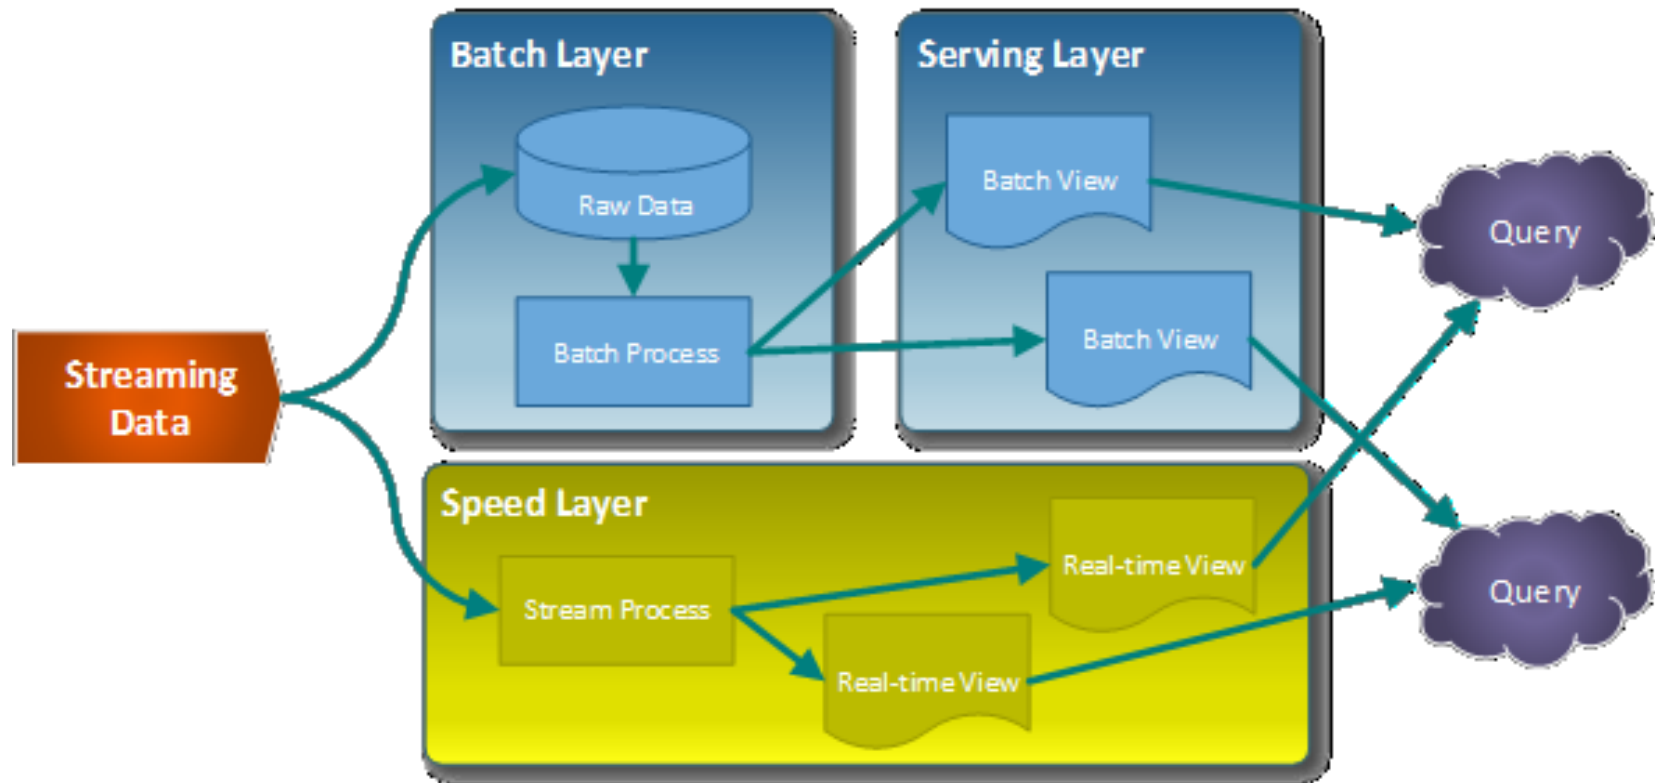 Batch Layer
Serving Layer
Raw Data
Batch View
Query
Batch Process
Batch View
Streaming
Data
Speed Layer
Real-time View
Stream Process
Query
Real-time View